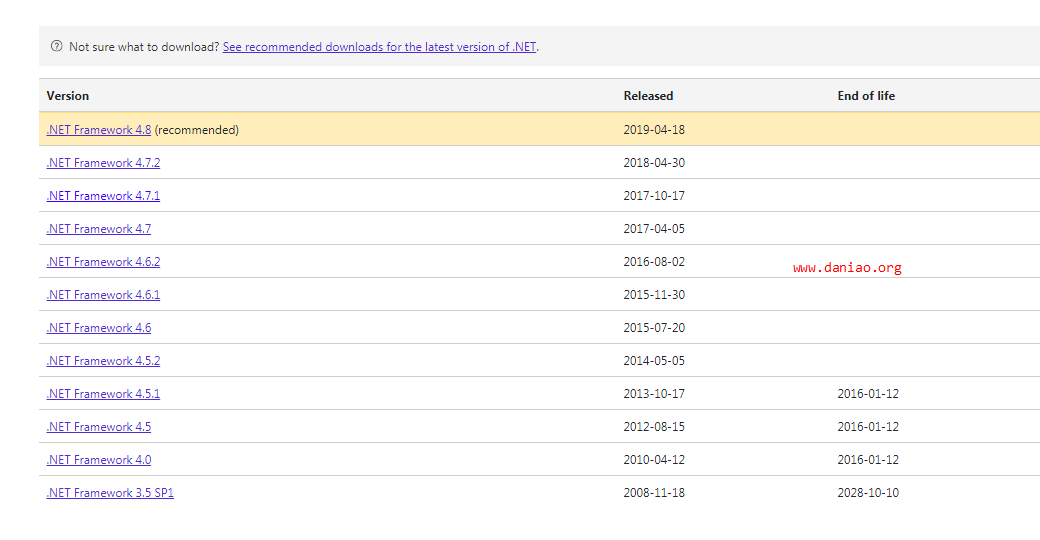 Not sure what to download? See recommended downloads for the latest version of .NET.
Version Released End of life
.NET Framework 4.8 (recommended) 2019-04-18
.NET Framework 4.7.2 2018-04-30
.NET Framework 4.7.1 2017-10-17
.NET Framework 4.7 2017-04-05
.NET Framework 4.6.2 2016-08-02
www.daniao.org
.NET Framework 4.6.1 2015-11-30
.NET Framework 4.6 2015-07-20
.NET Framework 4.5.2 2014-05-05
.NET Framework 4.5.1 2013-10-17 2016-01-12
.NET Framework 4.5 2012-08-15 2016-01-12
.NET Framework 4.0 2010-04-12 2016-01-12
.NET Framework 3.5 SP1 2008-11-18 2028-10-10